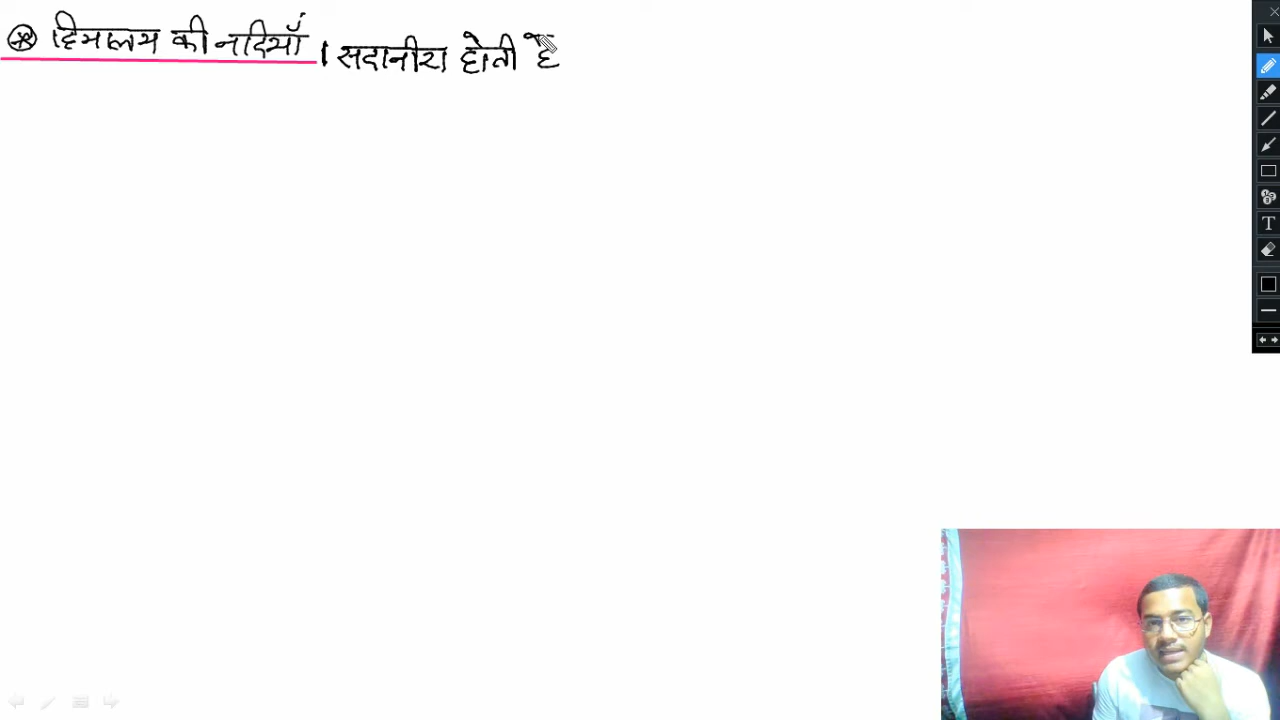 ⊛ हिमालय की नदियाँ । सदानीरा होती है